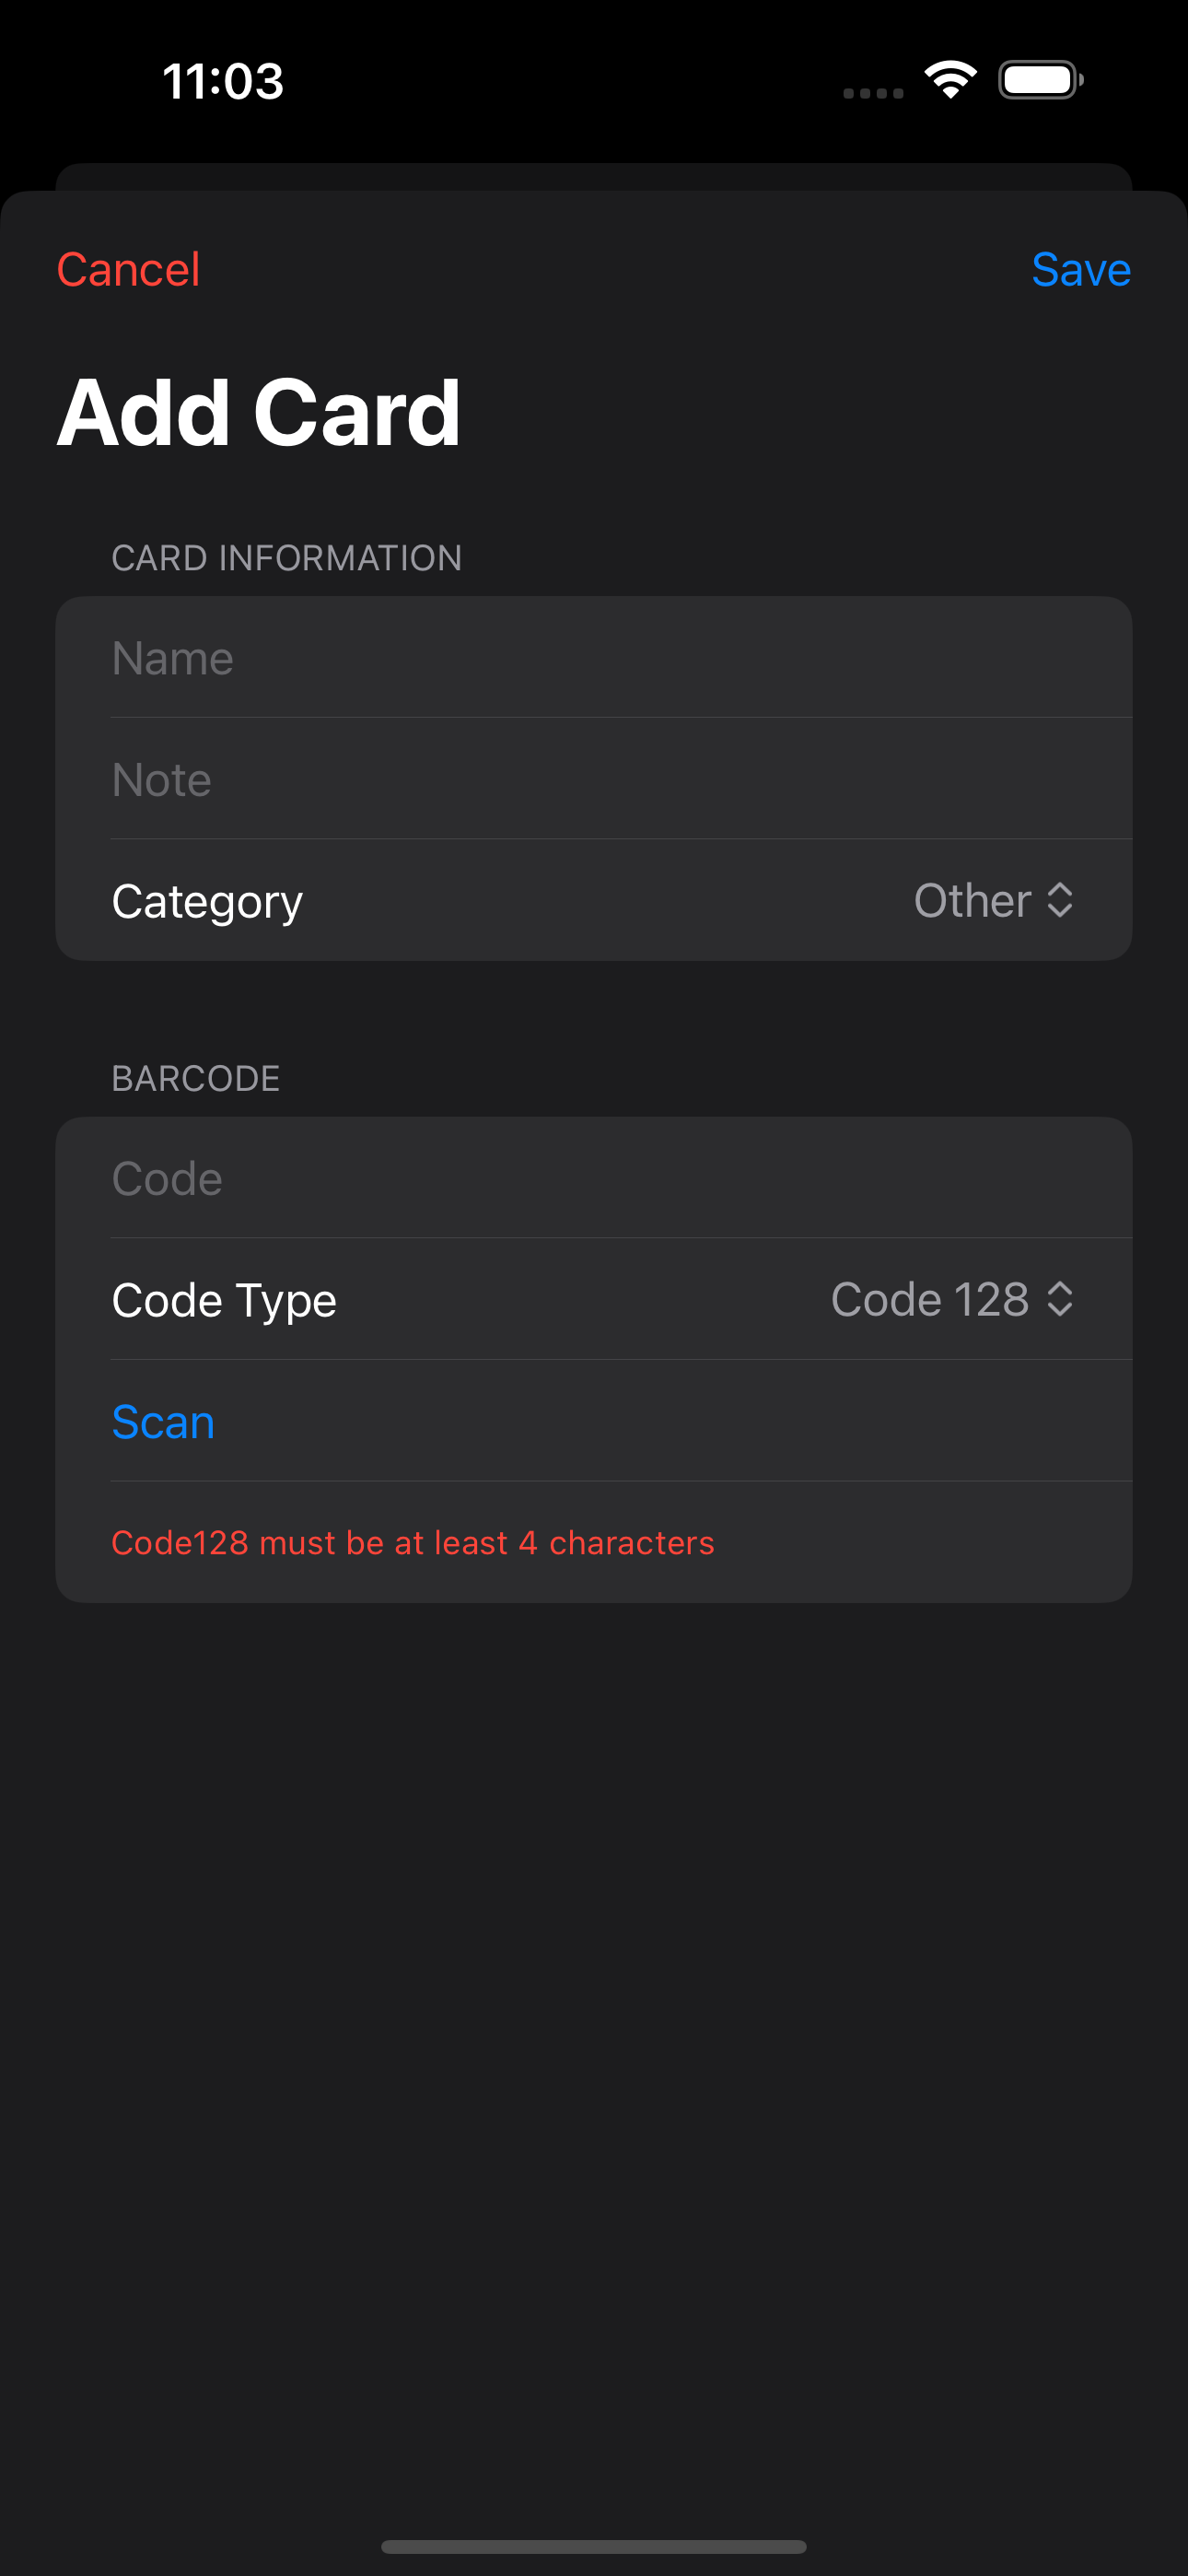 11:03
Cancel
Save
Add Card
CARD INFORMATION
Name
Note
Category
Other
BARCODE
Code
Code Type
Code 128
Scan
Code128 must be at least 4 characters